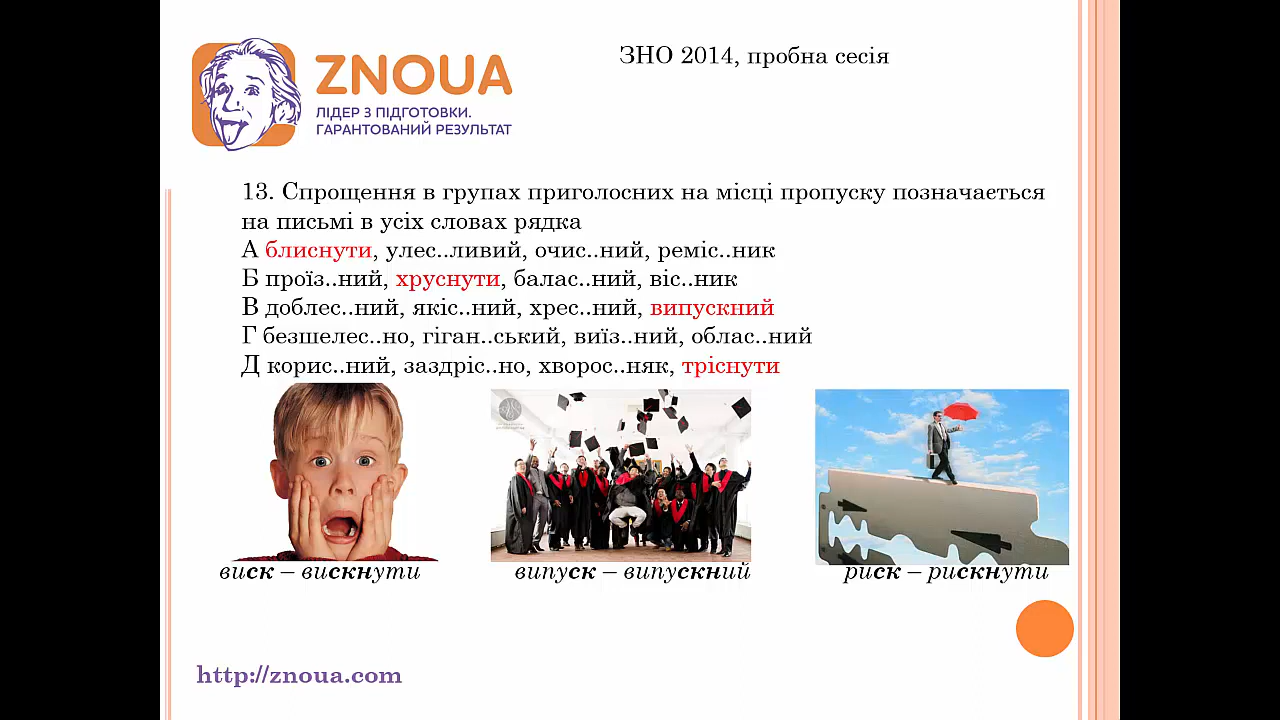 ZNOUA
ЛІДЕР З ПІДГОТОВКИ.
ГАРАНТОВАНИЙ РЕЗУЛЬТАТ
ЗНО 2014, пробна сесія
13. Спрощення в групах приголосних на місці пропуску позначається
на письмі в усіх словах рядка
А блиснути, улес..ливий, очис..ний, реміс..ник
Б проїз..ний, хруснути, балас..ний, віс..ник
В доблес..ний, якіс..ний, хрес..ний, випускний
Г безшелес..но, гіган..ський, виїз..ний, облас..ний
Д корис..ний, заздріс..но, хворос..няк, тріснути
виск – вискнути
випуск – випускний
риск – рискнути
http://znoua.com